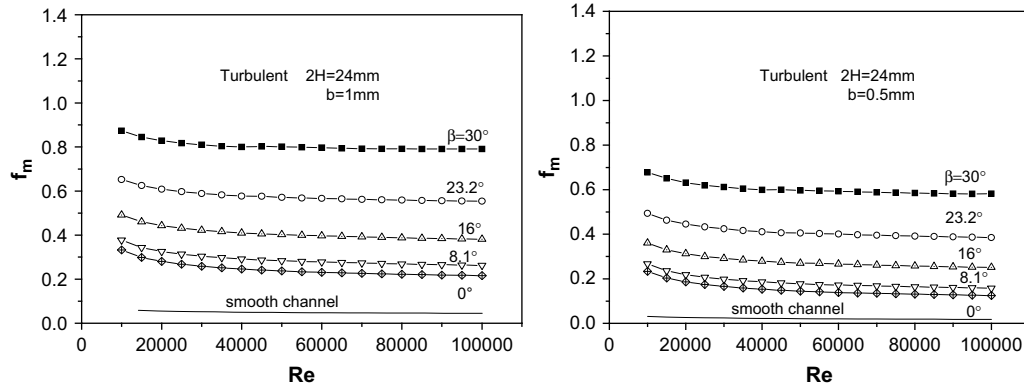 1.4
1.2
1.0
0.8
0.6
0.4
0.2
0.0
f_m
Turbulent 2H=24mm
b=1mm
β=30°
23.2°
16°
8.1°
0°
smooth channel
0 20000 40000 60000 80000 100000
Re
1.4
1.2
1.0
0.8
0.6
0.4
0.2
0.0
f_m
Turbulent 2H=24mm
b=0.5mm
β=30°
23.2°
16°
8.1°
smooth channel 0°
0 20000 40000 60000 80000 100000
Re